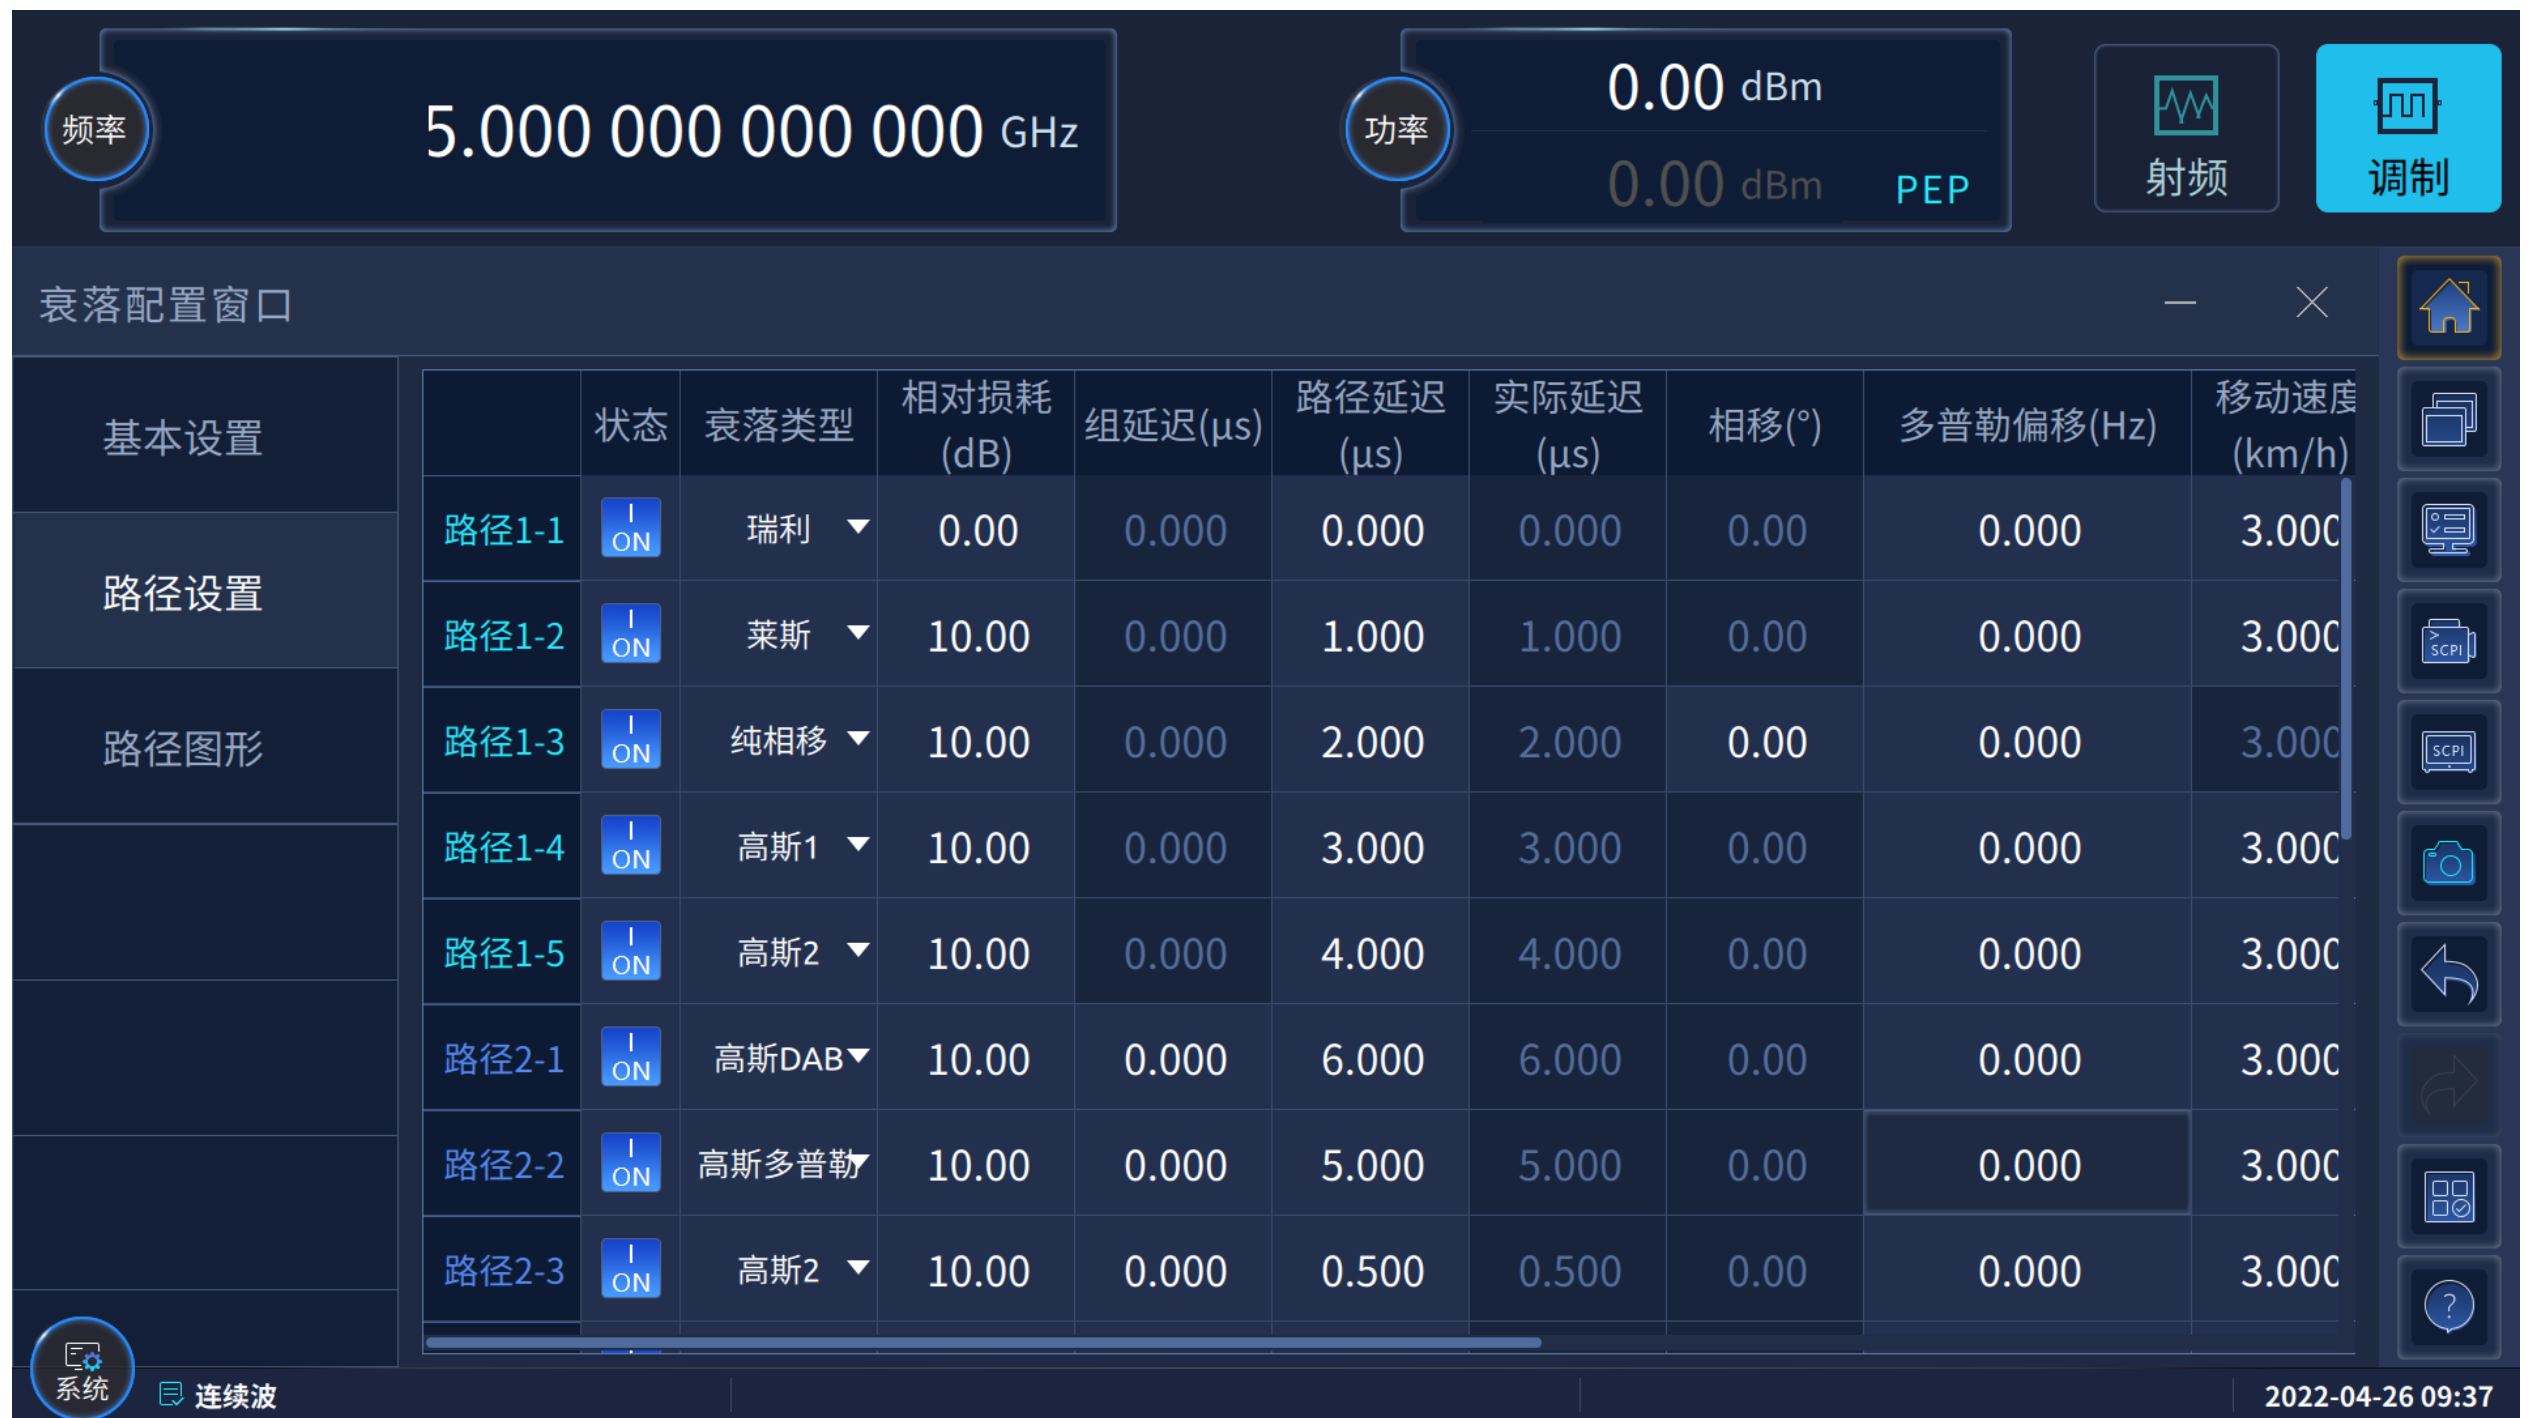 频率 5.000 000 000 000 GHz
功率 0.00 dBm
0.00 dBm PEP
射频 调制
衰落配置窗口
基本设置
路径设置
路径图形
状态 衰落类型 相对损耗(dB) 组延迟(μs) 路径延迟(μs) 实际延迟(μs) 相移(°) 多普勒偏移(Hz) 移动速度(km/h)
路径1-1 ON 瑞利 0.00 0.000 0.000 0.000 0.00 0.000 3.000
路径1-2 ON 莱斯 10.00 0.000 1.000 1.000 0.00 0.000 3.000
路径1-3 ON 纯相移 10.00 0.000 2.000 2.000 0.00 0.000 3.000
路径1-4 ON 高斯1 10.00 0.000 3.000 3.000 0.00 0.000 3.000
路径1-5 ON 高斯2 10.00 0.000 4.000 4.000 0.00 0.000 3.000
路径2-1 ON 高斯DAB 10.00 0.000 6.000 6.000 0.00 0.000 3.000
路径2-2 ON 高斯多普勒 10.00 0.000 5.000 5.000 0.00 0.000 3.000
路径2-3 ON 高斯2 10.00 0.000 0.500 0.500 0.00 0.000 3.000
SCPI
SCPI
系统 连续波 2022-04-26 09:37